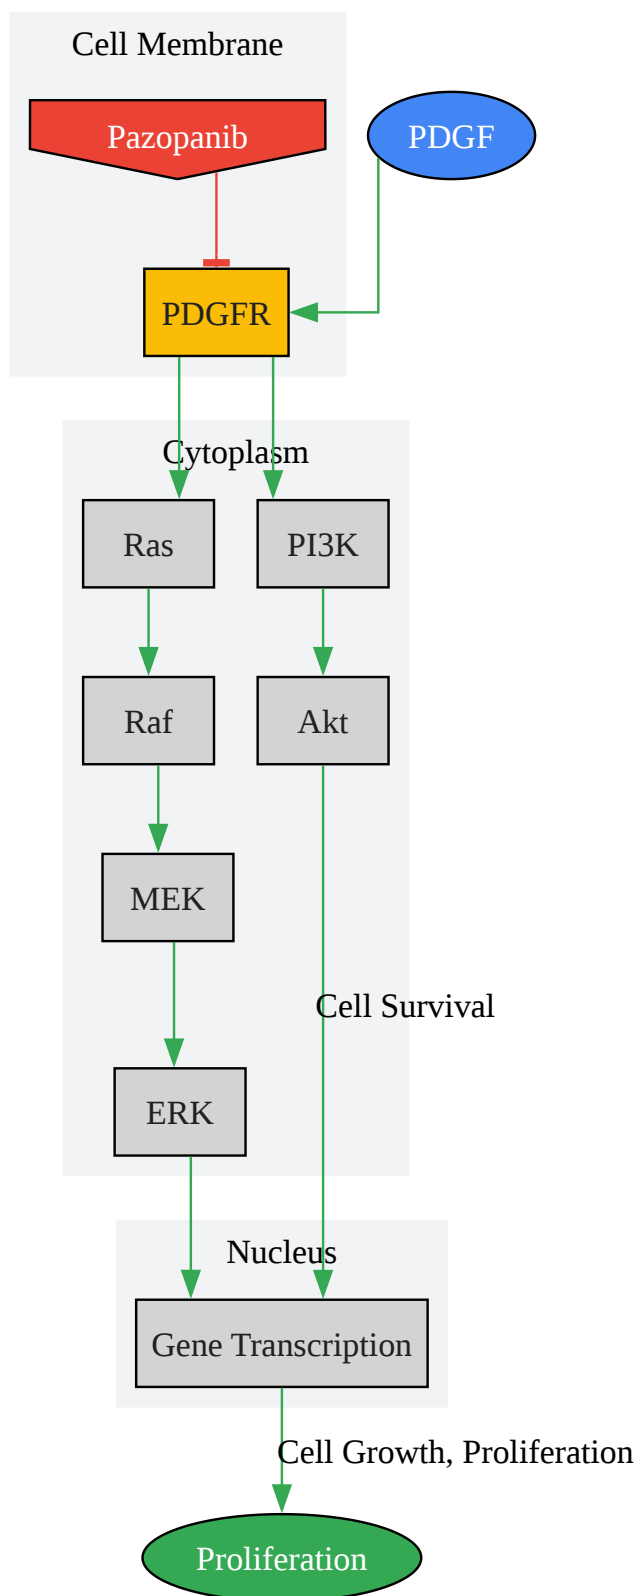 Cell Membrane
Pazopanib
PDGF
PDGFR
Cytoplasm
Ras
PI3K
Raf
Akt
MEK
Cell Survival
ERK
Nucleus
Gene Transcription
Cell Growth, Proliferation
Proliferation